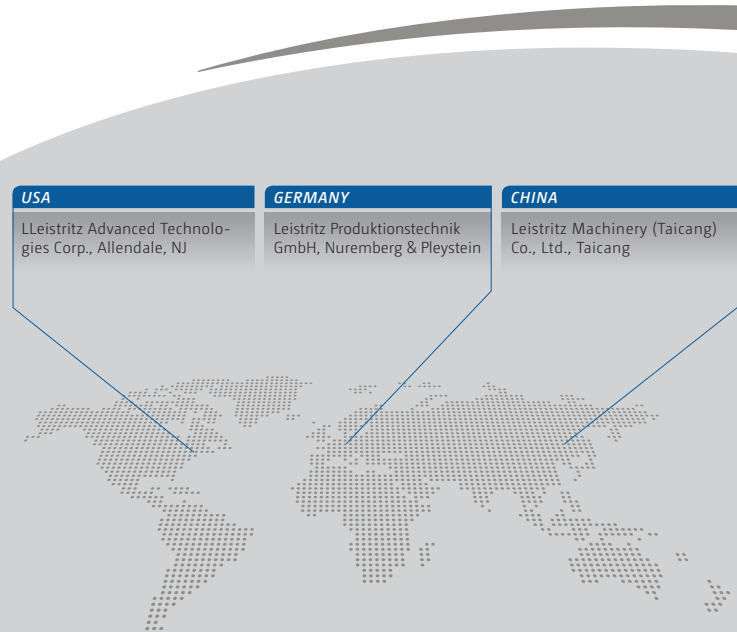 USA
LLeistritz Advanced Technolo-
gies Corp., Allendale, NJ
GERMANY
Leistritz Produktionstechnik
GmbH, Nuremberg & Pleystein
CHINA
Leistritz Machinery (Taicang)
Co., Ltd., Taicang